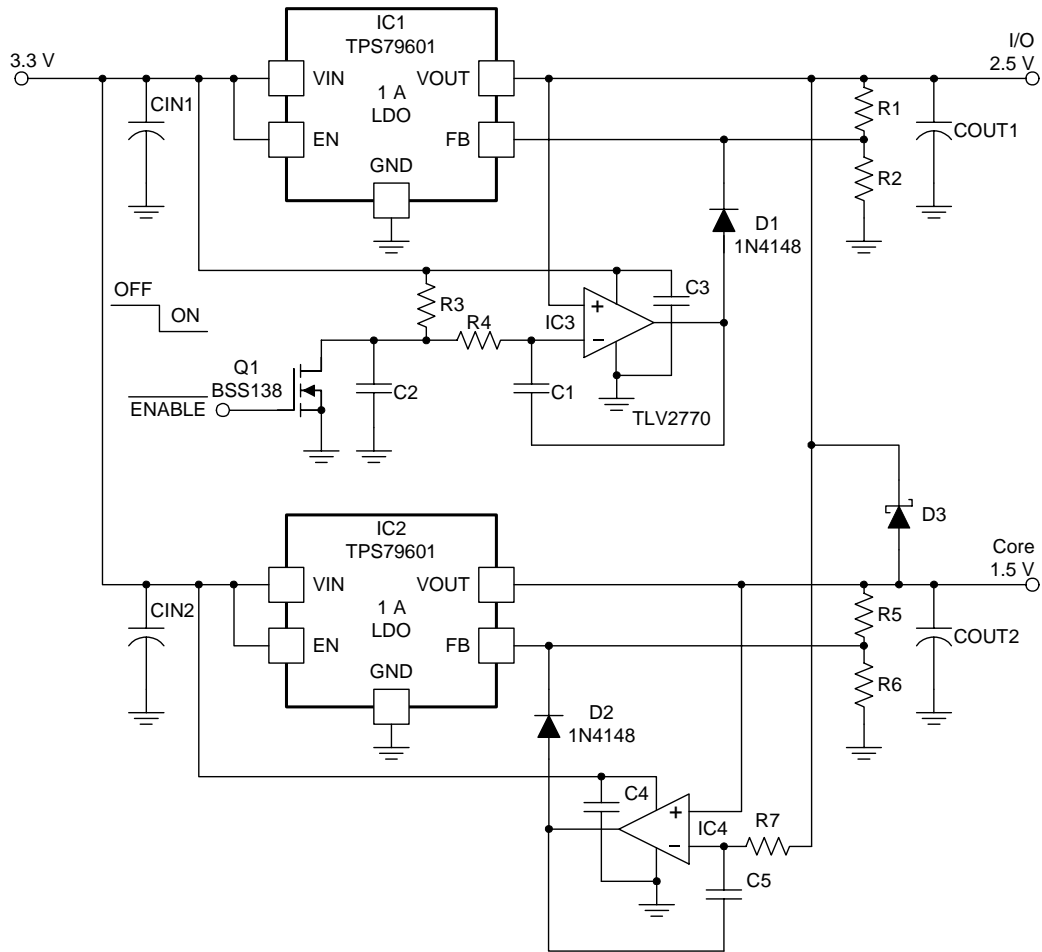 IC1
TPS79601
3.3 V
VIN
VOUT
I/O
2.5 V
1 A
LDO
CIN1
R1
COUT1
EN
FB
GND
R2
D1
1N4148
OFF
ON
R3
C3
R4
+
IC3
−
Q1
BSS138
C2
C1
ENABLE
TLV2770
D3
IC2
TPS79601
Core
1.5 V
VIN
VOUT
1 A
LDO
CIN2
R5
COUT2
EN
FB
GND
R6
D2
1N4148
C4
+
IC4
−
R7
C5